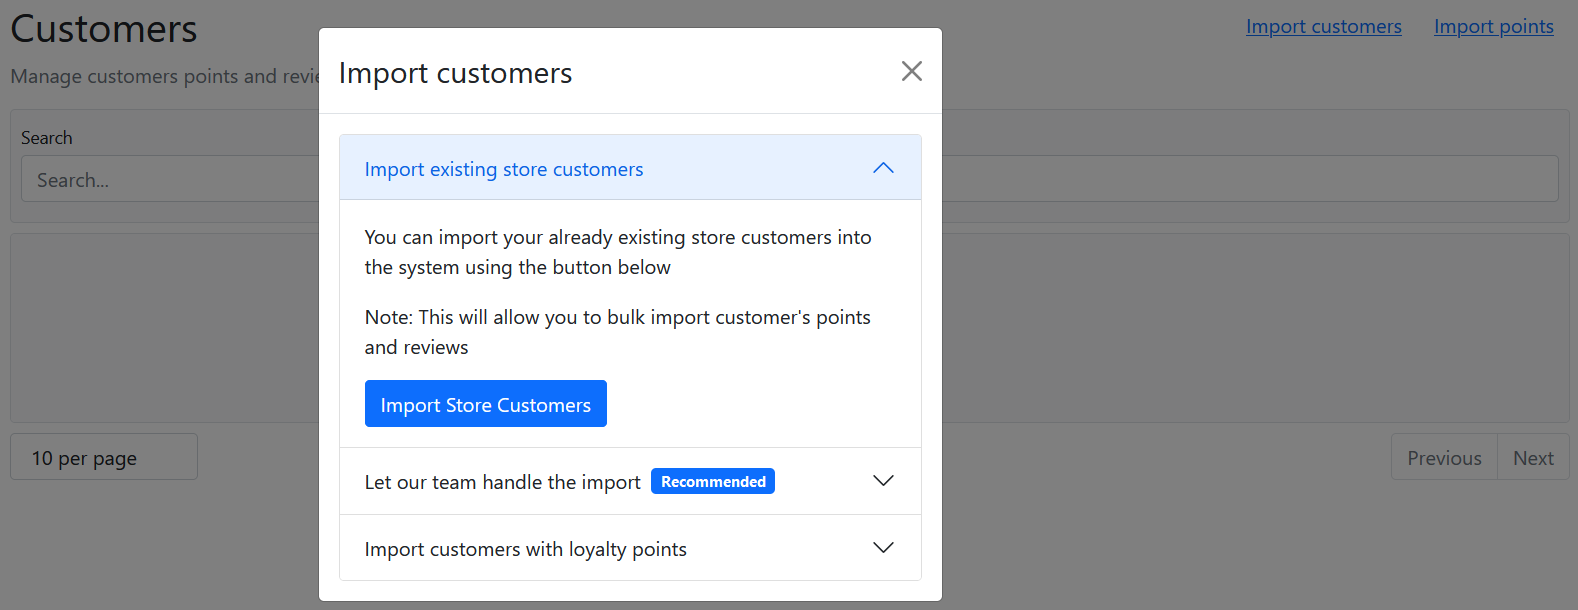 Customers
Import customers
Import points
Manage customers points and revie
Search
Search...
Import customers
Import existing store customers
You can import your already existing store customers into
the system using the button below
Note: This will allow you to bulk import customer's points
and reviews
Import Store Customers
Let our team handle the import Recommended
Import customers with loyalty points
10 per page
Previous
Next